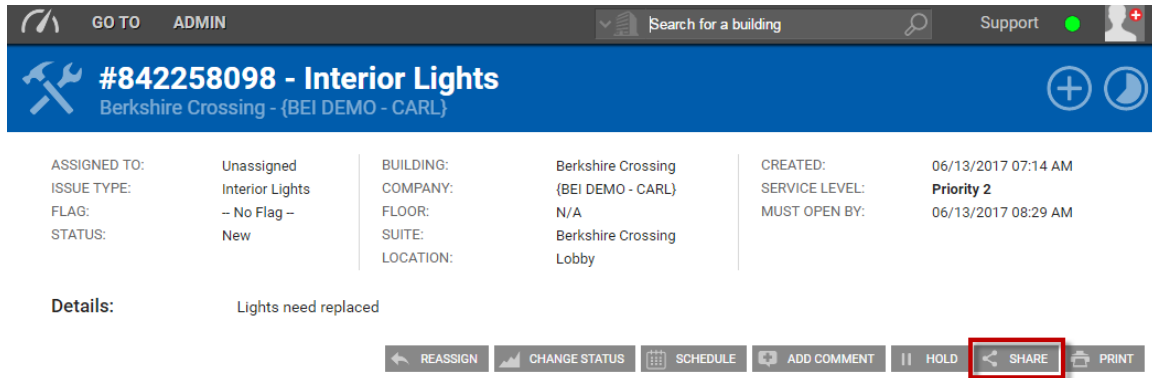 GO TO ADMIN Search for a building Support
#842258098 - Interior Lights
Berkshire Crossing - {BEI DEMO - CARL}
ASSIGNED TO: Unassigned
ISSUE TYPE: Interior Lights
FLAG: -- No Flag --
STATUS: New
BUILDING: Berkshire Crossing
COMPANY: {BEI DEMO - CARL}
FLOOR: N/A
SUITE: Berkshire Crossing
LOCATION: Lobby
CREATED: 06/13/2017 07:14 AM
SERVICE LEVEL: Priority 2
MUST OPEN BY: 06/13/2017 08:29 AM
Details: Lights need replaced
REASSIGN CHANGE STATUS SCHEDULE ADD COMMENT HOLD SHARE PRINT